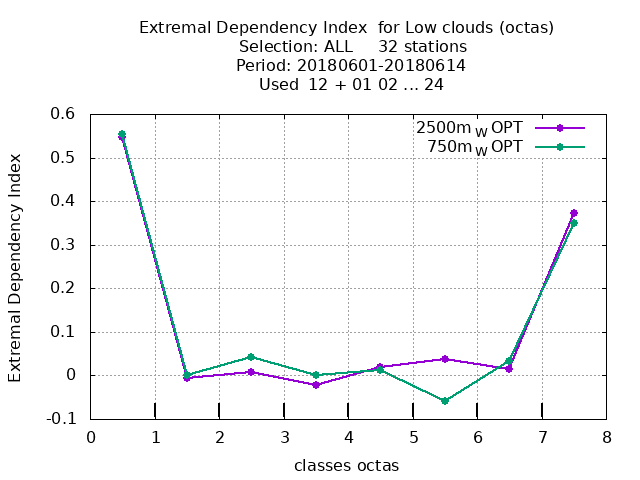 Extremal Dependency Index  for Low clouds (octas)
Selection: ALL     32 stations
Period: 20180601-20180614
Used  12 + 01 02 ... 24
2500m W OPT
750m W OPT
Extremal Dependency Index
0.6
0.5
0.4
0.3
0.2
0.1
0
-0.1
0 1 2 3 4 5 6 7 8
classes octas